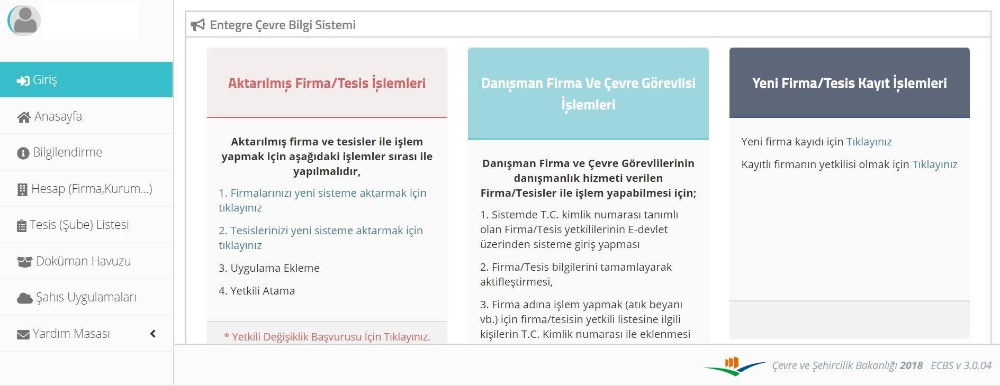 Entegre Çevre Bilgi Sistemi
Giriş
Anasayfa
Bilgilendirme
Hesap (Firma,Kurum...)
Tesis (Şube) Listesi
Doküman Havuzu
Şahıs Uygulamaları
Yardım Masası
Aktarılmış Firma/Tesis İşlemleri
Aktarılmış firma ve tesisler ile işlem
yapmak için aşağıdaki işlemler sırası ile
yapılmalıdır,
1. Firmalarınızı yeni sisteme aktarmak için
tıklayınız
2. Tesislerinizi yeni sisteme aktarmak için
tıklayınız
3. Uygulama Ekleme
4. Yetkili Atama
* Yetkili Değişiklik Başvurusu İçin Tıklayınız.
Danışman Firma Ve Çevre Görevlisi
İşlemleri
Danışman Firma ve Çevre Görevlilerinin
danışmanlık hizmeti verilen
Firma/Tesisler ile işlem yapabilmesi için;
1. Sistemde T.C. kimlik numarası tanımlı
olan Firma/Tesis yetkililerinin E-devlet
üzerinden sisteme giriş yapması
2. Firma/Tesis bilgilerini tamamlayarak
aktifleştirmesi,
3. Firma adına işlem yapmak (atık beyanı
vb.) için firma/tesisin yetkili listesine ilgili
kişilerin T.C. Kimlik numarası ile eklenmesi
Yeni Firma/Tesis Kayıt İşlemleri
Yeni firma kayıdı için Tıklayınız
Kayıtlı firmanın yetkilisi olmak için Tıklayınız
Çevre ve Şehircilik Bakanlığı 2018 ECBS v 3.0.04